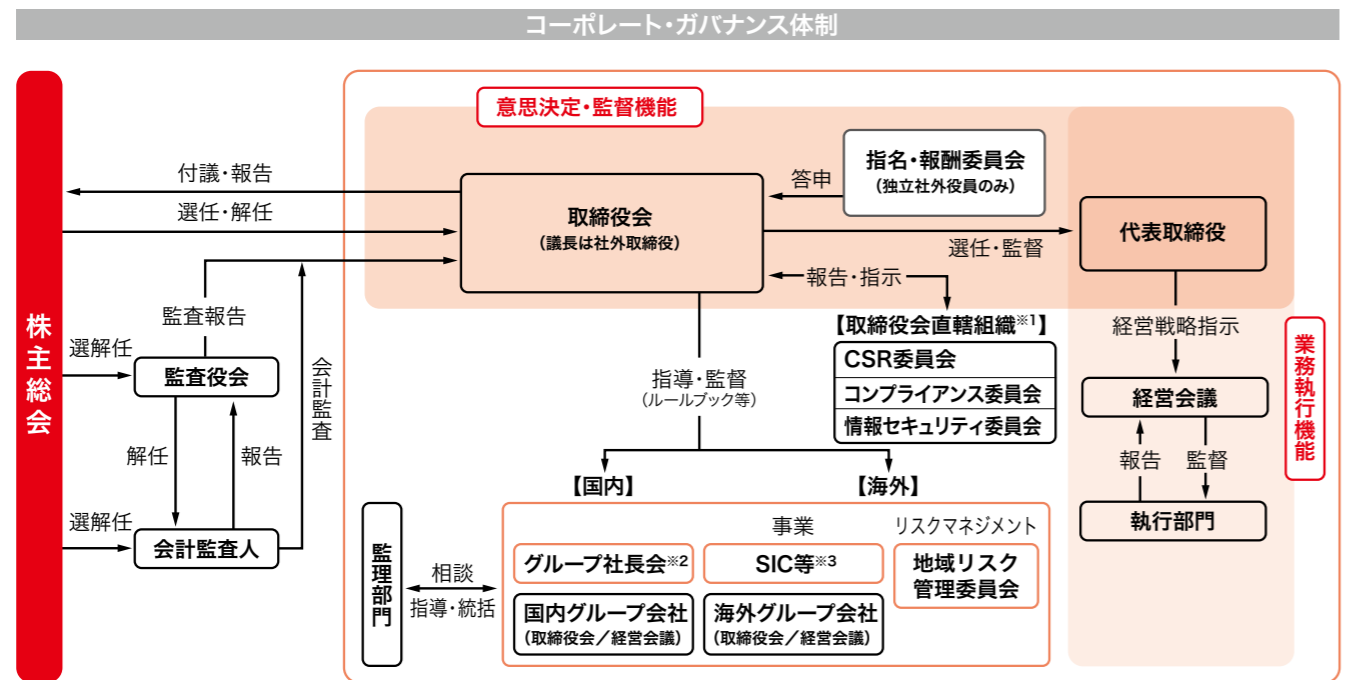 コーポレート・ガバナンス体制
株主総会
意思決定・監督機能
付議・報告
選任・解任
取締役会
(議長は社外取締役)
答申
指名・報酬委員会
(独立社外役員のみ)
選任・監督
代表取締役
監査報告
報告・指示
選解任
監査役会
会計監査
解任
報告
選解任
会計監査人
指導・監督
(ルールブック等)
【取締役会直轄組織※1】
CSR委員会
コンプライアンス委員会
情報セキュリティ委員会
経営戦略指示
経営会議
報告
監督
執行部門
業務執行機能
【国内】
【海外】
監理部門
相談
指導・統括
事業
リスクマネジメント
グループ社長会※2
SIC等※3
地域リスク
管理委員会
国内グループ会社
(取締役会/経営会議)
海外グループ会社
(取締役会/経営会議)